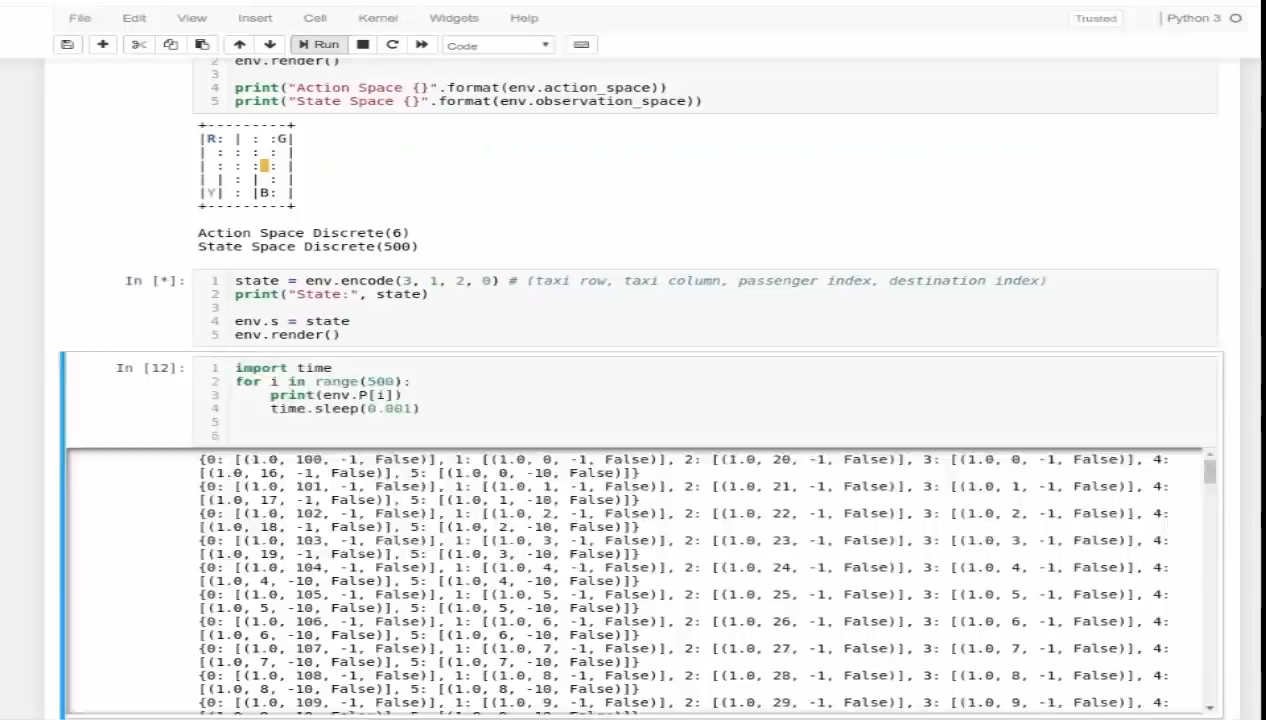 File Edit View Insert Cell Kernel Widgets Help Trusted Python 3
Run Code
2 env.render()
3
4 print("Action Space {}".format(env.action_space))
5 print("State Space {}".format(env.observation_space))
+---------+
|R: | : :G|
| : : : : |
| : : : : |
| | : | : |
|Y| : |B: |
+---------+
Action Space Discrete(6)
State Space Discrete(500)
In [*]: 1 state = env.encode(3, 1, 2, 0) # (taxi row, taxi column, passenger index, destination index)
2 print("State:", state)
3
4 env.s = state
5 env.render()
In [12]: 1 import time
2 for i in range(500):
3 print(env.P[i])
4 time.sleep(0.001)
5
6
{0: [(1.0, 100, -1, False)], 1: [(1.0, 0, -1, False)], 2: [(1.0, 20, -1, False)], 3: [(1.0, 0, -1, False)], 4:
[(1.0, 16, -1, False)], 5: [(1.0, 0, -10, False)]}
{0: [(1.0, 101, -1, False)], 1: [(1.0, 1, -1, False)], 2: [(1.0, 21, -1, False)], 3: [(1.0, 1, -1, False)], 4:
[(1.0, 17, -1, False)], 5: [(1.0, 1, -10, False)]}
{0: [(1.0, 102, -1, False)], 1: [(1.0, 2, -1, False)], 2: [(1.0, 22, -1, False)], 3: [(1.0, 2, -1, False)], 4:
[(1.0, 18, -1, False)], 5: [(1.0, 2, -10, False)]}
{0: [(1.0, 103, -1, False)], 1: [(1.0, 3, -1, False)], 2: [(1.0, 23, -1, False)], 3: [(1.0, 3, -1, False)], 4:
[(1.0, 19, -1, False)], 5: [(1.0, 3, -10, False)]}
{0: [(1.0, 104, -1, False)], 1: [(1.0, 4, -1, False)], 2: [(1.0, 24, -1, False)], 3: [(1.0, 4, -1, False)], 4:
[(1.0, 4, -10, False)], 5: [(1.0, 4, -10, False)]}
{0: [(1.0, 105, -1, False)], 1: [(1.0, 5, -1, False)], 2: [(1.0, 25, -1, False)], 3: [(1.0, 5, -1, False)], 4:
[(1.0, 5, -10, False)], 5: [(1.0, 5, -10, False)]}
{0: [(1.0, 106, -1, False)], 1: [(1.0, 6, -1, False)], 2: [(1.0, 26, -1, False)], 3: [(1.0, 6, -1, False)], 4:
[(1.0, 6, -10, False)], 5: [(1.0, 6, -10, False)]}
{0: [(1.0, 107, -1, False)], 1: [(1.0, 7, -1, False)], 2: [(1.0, 27, -1, False)], 3: [(1.0, 7, -1, False)], 4:
[(1.0, 7, -10, False)], 5: [(1.0, 7, -10, False)]}
{0: [(1.0, 108, -1, False)], 1: [(1.0, 8, -1, False)], 2: [(1.0, 28, -1, False)], 3: [(1.0, 8, -1, False)], 4:
[(1.0, 8, -10, False)], 5: [(1.0, 8, -10, False)]}
{0: [(1.0, 109, -1, False)], 1: [(1.0, 9, -1, False)], 2: [(1.0, 29, -1, False)], 3: [(1.0, 9, -1, False)], 4: